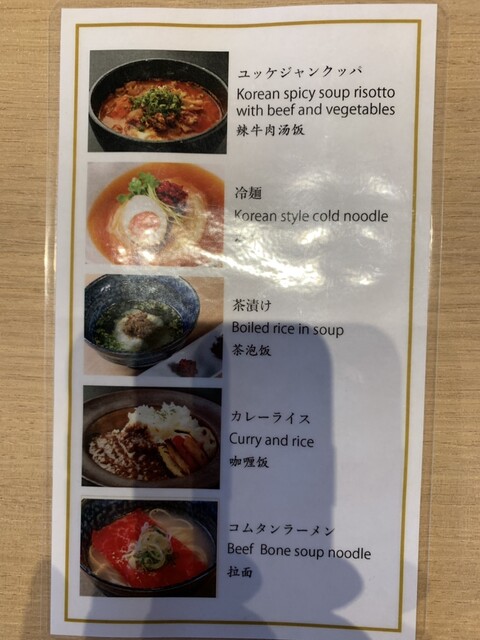 ユッケジャンクッパ
Korean spicy soup risotto
with beef and vegetables
辣牛肉汤饭
冷麺
Korean style cold noodle
茶漬け
Boiled rice in soup
茶泡饭
カレーライス
Curry and rice
咖喱饭
コムタンラーメン
Beef Bone soup noodle
拉面